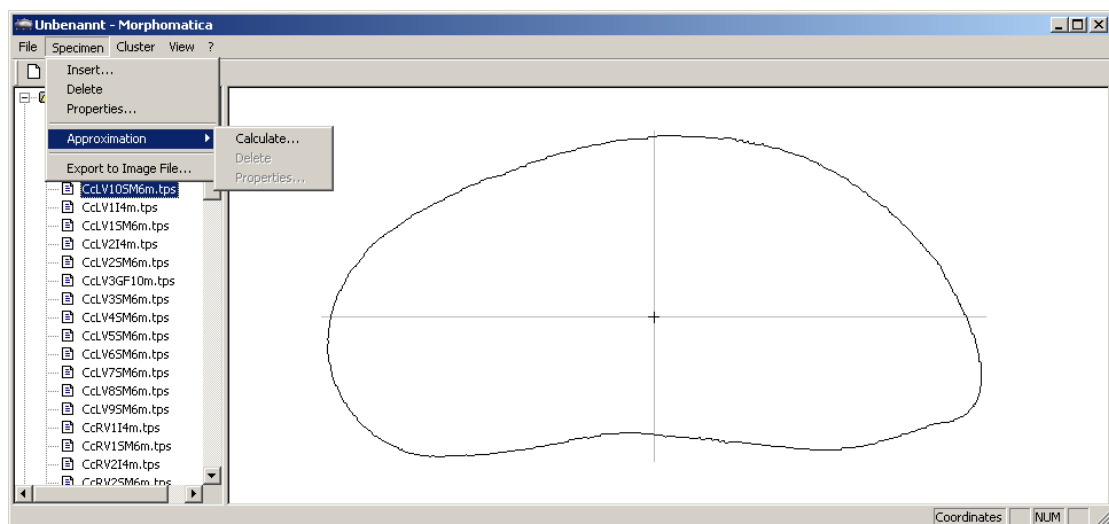 Unbenannt - Morphomatica
File Specimen Cluster View ?
Insert...
Delete
Properties...
Approximation
Calculate...
Delete
Properties...
Export to Image File...
CcLV10SM6m.tps
CcLV1I4m.tps
CcLV1SM6m.tps
CcLV2I4m.tps
CcLV2SM6m.tps
CcLV3GF10m.tps
CcLV3SM6m.tps
CcLV4SM6m.tps
CcLV5SM6m.tps
CcLV6SM6m.tps
CcLV7SM6m.tps
CcLV8SM6m.tps
CcLV9SM6m.tps
CcRV1I4m.tps
CcRV1SM6m.tps
CcRV2I4m.tps
CcRV2SM6m.tps
Coordinates NUM